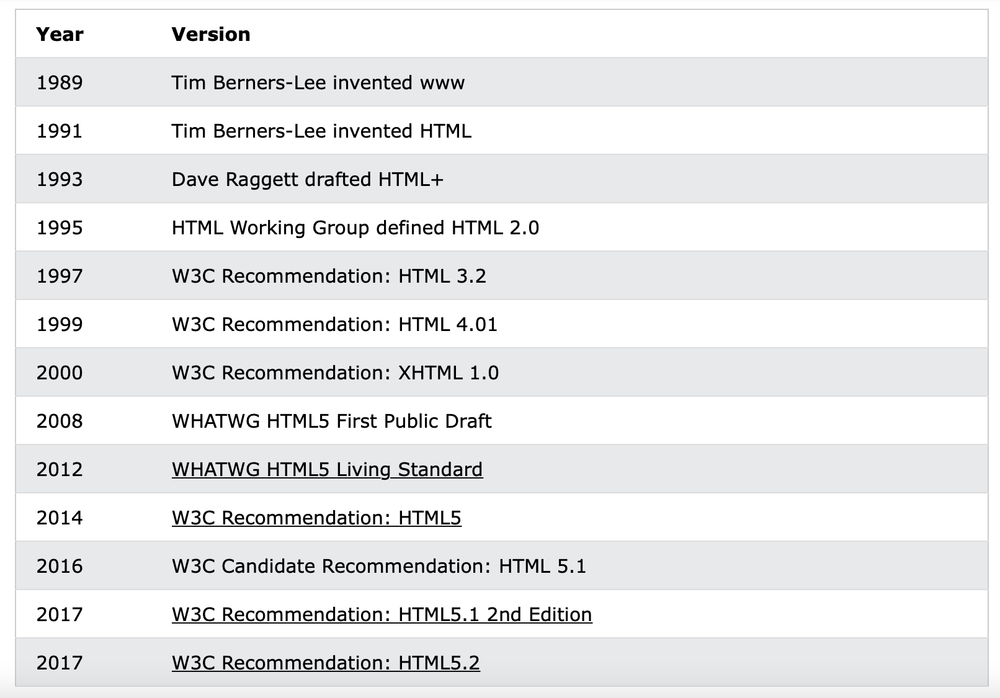 Year Version
1989 Tim Berners-Lee invented www
1991 Tim Berners-Lee invented HTML
1993 Dave Raggett drafted HTML+
1995 HTML Working Group defined HTML 2.0
1997 W3C Recommendation: HTML 3.2
1999 W3C Recommendation: HTML 4.01
2000 W3C Recommendation: XHTML 1.0
2008 WHATWG HTML5 First Public Draft
2012 WHATWG HTML5 Living Standard
2014 W3C Recommendation: HTML5
2016 W3C Candidate Recommendation: HTML 5.1
2017 W3C Recommendation: HTML5.1 2nd Edition
2017 W3C Recommendation: HTML5.2